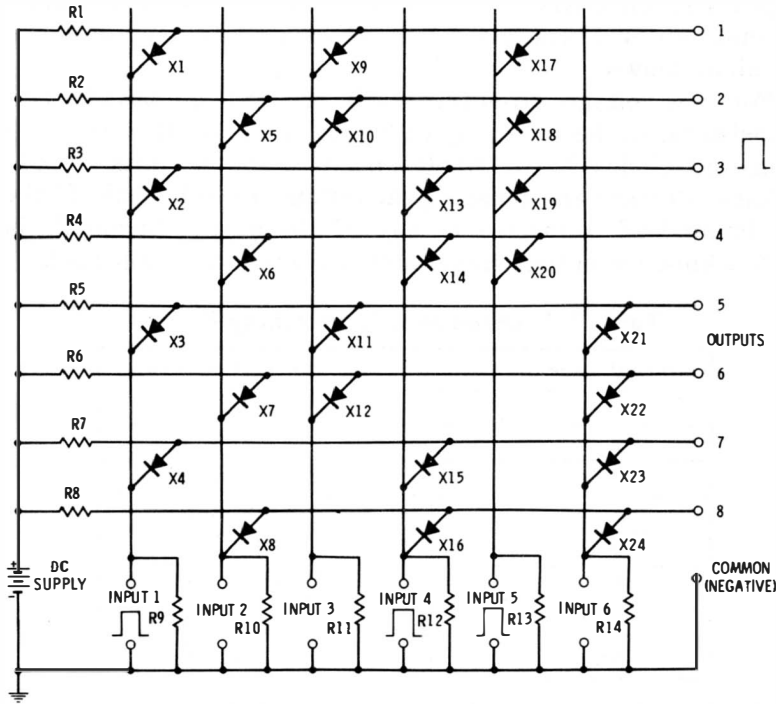 R1
1
X1
X9
X17
R2
2
X5
X10
X18
R3
3
X2
X13
X19
R4
4
X6
X14
X20
R5
5
X3
X11
X21
OUTPUTS
R6
6
X7
X12
X22
R7
7
X4
X15
X23
R8
8
X8
X16
X24
+
-
DC
SUPPLY
COMMON
(NEGATIVE)
INPUT 1
R9
INPUT 2
R10
INPUT 3
R11
INPUT 4
R12
INPUT 5
R13
INPUT 6
R14